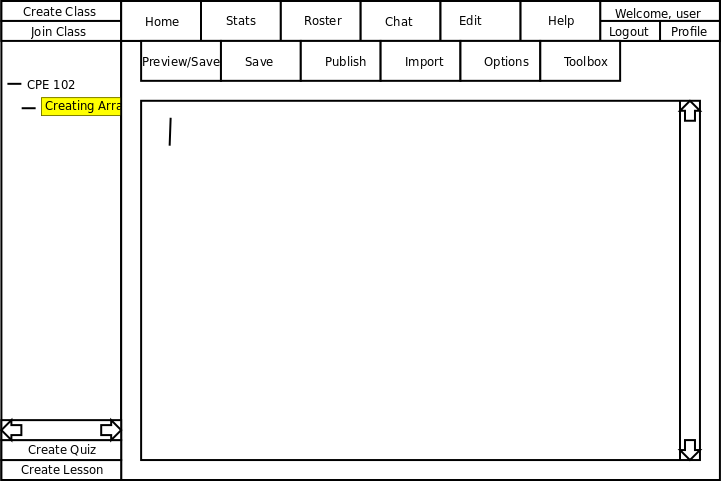 Create Class
Join Class
Home
Stats
Roster
Chat
Edit
Help
Welcome, user
Logout
Profile
Preview/Save
Save
Publish
Import
Options
Toolbox
CPE 102
Creating Arra
Create Quiz
Create Lesson